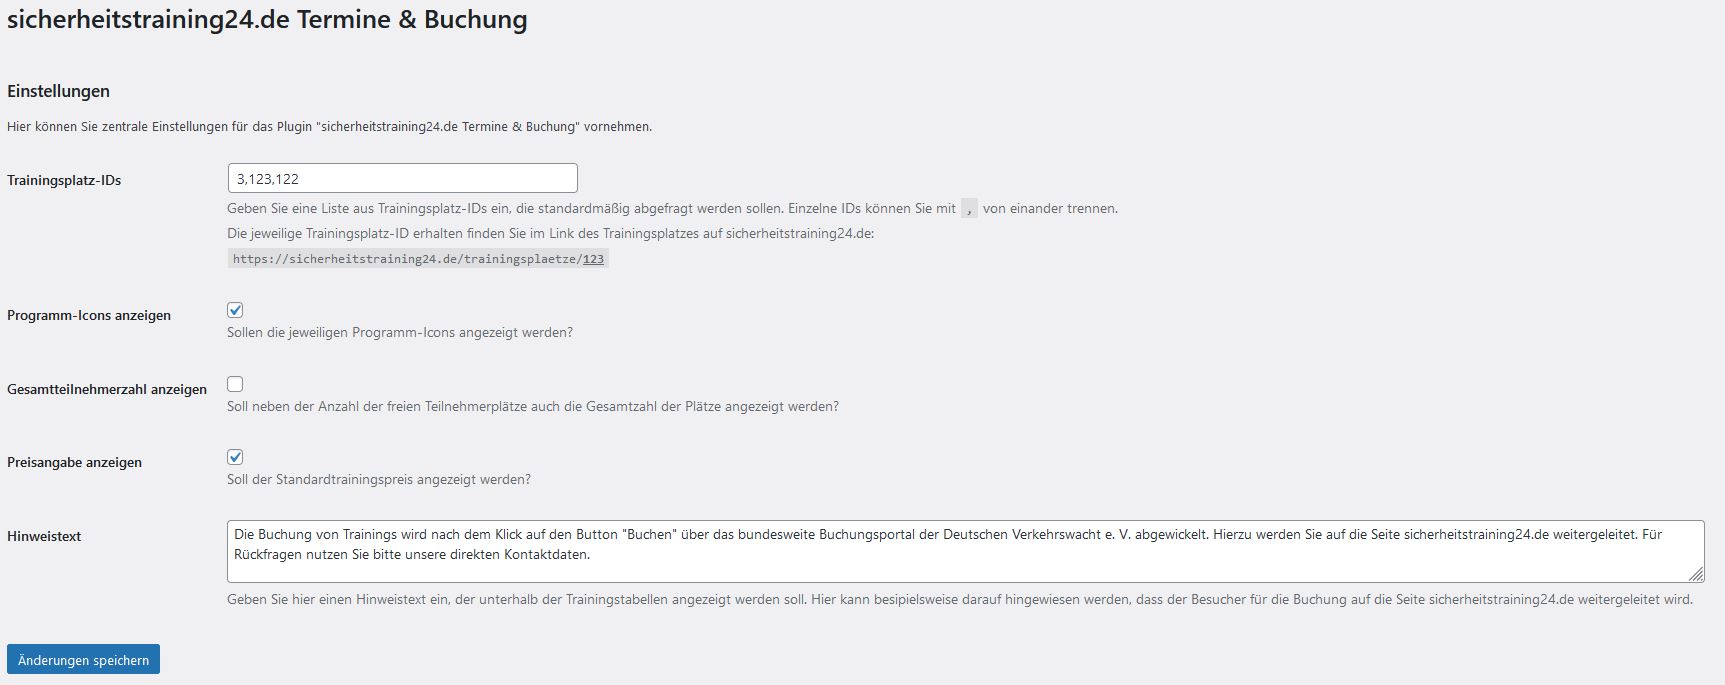 sicherheitstraining24.de Termine & Buchung
Einstellungen
Hier können Sie zentrale Einstellungen für das Plugin "sicherheitstraining24.de Termine & Buchung" vornehmen.
Trainingsplatz-IDs
3,123,122
Geben Sie eine Liste aus Trainingsplatz-IDs ein, die standardmäßig abgefragt werden sollen. Einzelne IDs können Sie mit , von einander trennen.
Die jeweilige Trainingsplatz-ID erhalten finden Sie im Link des Trainingsplatzes auf sicherheitstraining24.de:
https://sicherheitstraining24.de/trainingsplaetze/123
Programm-Icons anzeigen
Sollen die jeweiligen Programm-Icons angezeigt werden?
Gesamtteilnehmerzahl anzeigen
Soll neben der Anzahl der freien Teilnehmerplätze auch die Gesamtzahl der Plätze angezeigt werden?
Preisangabe anzeigen
Soll der Standardtrainingspreis angezeigt werden?
Hinweistext
Die Buchung von Trainings wird nach dem Klick auf den Button "Buchen" über das bundesweite Buchungsportal der Deutschen Verkehrswacht e. V. abgewickelt. Hierzu werden Sie auf die Seite sicherheitstraining24.de weitergeleitet. Für
Rückfragen nutzen Sie bitte unsere direkten Kontaktdaten.
Geben Sie hier einen Hinweistext ein, der unterhalb der Trainingstabellen angezeigt werden soll. Hier kann besipielsweise darauf hingewiesen werden, dass der Besucher für die Buchung auf die Seite sicherheitstraining24.de weitergeleitet wird.
Änderungen speichern